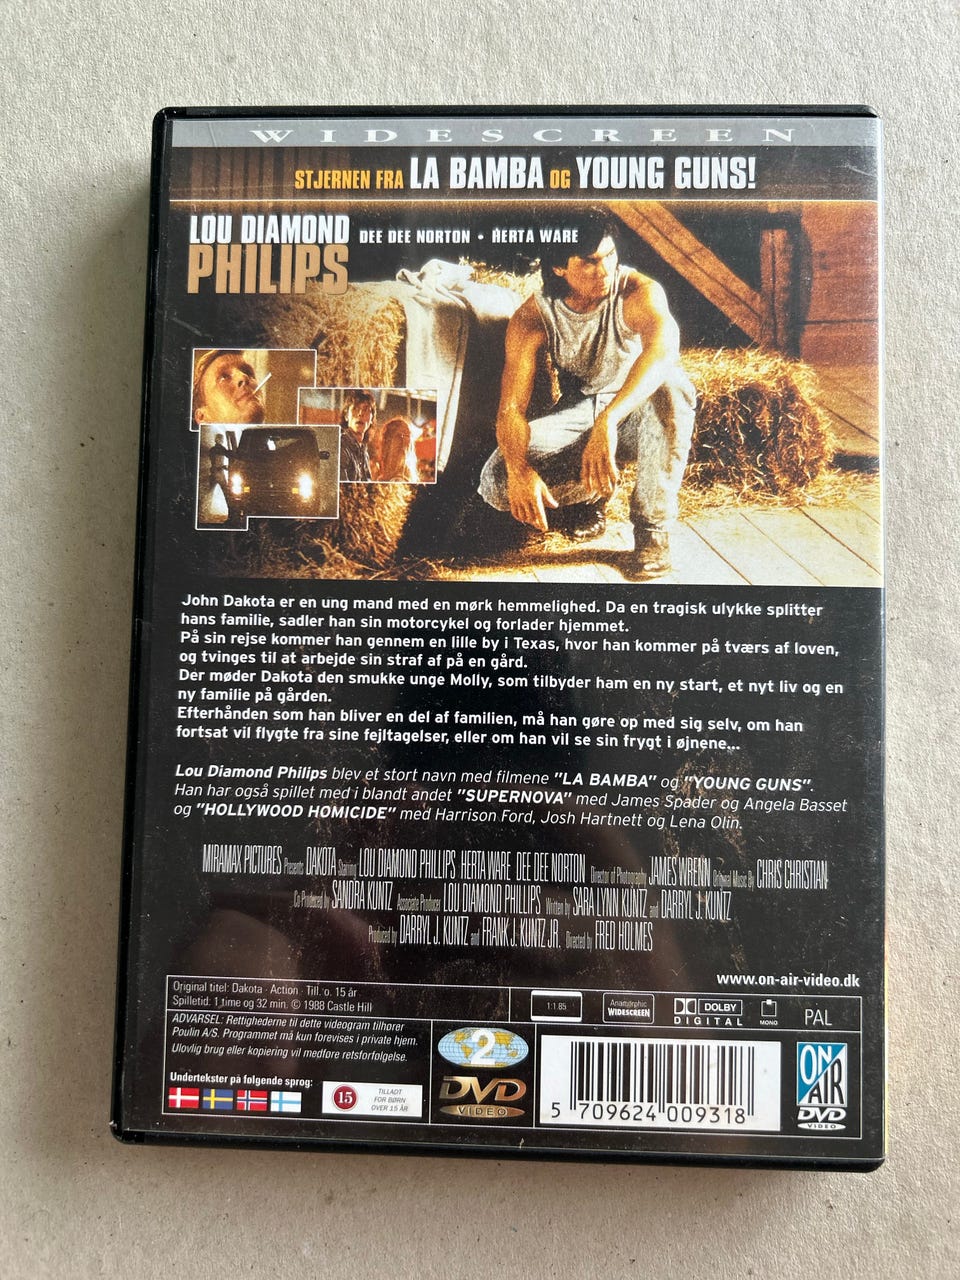 WIDESCREEN
STJERNEN FRA LA BAMBA OG YOUNG GUNS!
LOU DIAMOND PHILIPS DEE DEE NORTON • HERTA WARE
John Dakota er en ung mand med en mørk hemmelighed. Da en tragisk ulykke splitter
hans familie, sadler han sin motorcykel og forlader hjemmet.
På sin rejse kommer han gennem en lille by i Texas, hvor han kommer på tværs af loven,
og tvinges til at arbejde sin straf af på en gård.
Der møder Dakota den smukke unge Molly, som tilbyder ham en ny start, et nyt liv og en
ny familie på gården.
Efterhånden som han bliver en del af familien, må han gøre op med sig selv, om han
fortsat vil flygte fra sine fejltagelser, eller om han vil se sin frygt i øjnene...
Lou Diamond Philips blev et stort navn med filmene "LA BAMBA" og "YOUNG GUNS".
Han har også spillet med i blandt andet "SUPERNOVA" med James Spader og Angela Basset
og "HOLLYWOOD HOMICIDE" med Harrison Ford, Josh Hartnett og Lena Olin.
MIRAMAX PICTURES Presents DAKOTA Starring LOU DIAMOND PHILLIPS HERTA WARE DEE DEE NORTON Director of Photography JAMES WRENN Original Music By CHRIS CHRISTIAN
Co Produced by SANDRA KUNTZ Associate Producer LOU DIAMOND PHILLIPS Written by SARA LYNN KUNTZ and DARRYL J. KUNTZ
Produced by DARRYL J. KUNTZ and FRANK J. KUNTZ JR. Directed by FRED HOLMES
www.on-air-video.dk
Original titel: Dakota · Action · Till. o. 15 år
Spilletid: 1 time og 32 min. © 1988 Castle Hill
1:1.85
Anamorphic
WIDESCREEN
DOLBY
DIGITAL
MONO
PAL
ADVARSEL: Rettighederne til dette videogram tilhører
Poulin A/S. Programmet må kun forevises i private hjem.
Ulovlig brug eller kopiering vil medføre retsforfølgelse.
Undertekster på følgende sprog:
15
TILLADT
FOR BØRN
OVER 15 ÅR
2
DVD
VIDEO
5 709624 009318
ON AIR
DVD
VIDEO